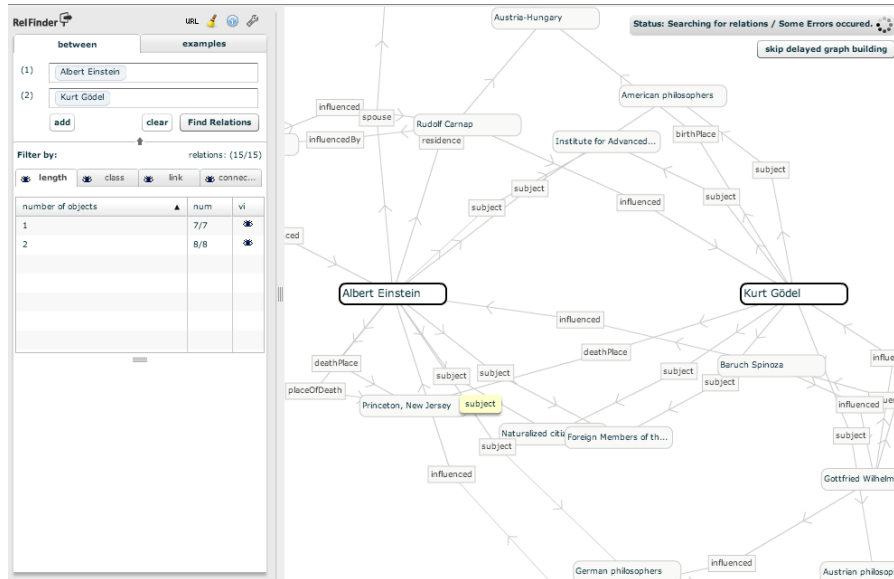 RelFinder
URL
between
examples
(1)
Albert Einstein
(2)
Kurt Gödel
add
clear
Find Relations
Filter by:
relations: (15/15)
length
class
link
connec...
number of objects
num
vi
1
7/7
2
8/8
Status: Searching for relations / Some Errors occured.
skip delayed graph building
Austria-Hungary
American philosophers
influenced
spouse
Rudolf Carnap
influencedBy
residence
Institute for Advanced...
birthPlace
subject
subject
subject
subject
subject
influenced
ced
Albert Einstein
Kurt Gödel
influenced
deathPlace
influe
deathPlace
Baruch Spinoza
subject
subject
subject
subject
placeOfDeath
Princeton, New Jersey
subject
influenced
Foreign Members of th...
subject
subject
influenced
Gottfried Wilhelm
influenced
German philosophers
Austrian philosop